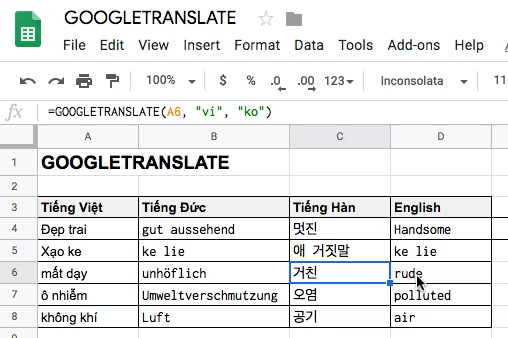 GOOGLETRANSLATE
File Edit View Insert Format Data Tools Add-ons Help
100% $ % .0 .00 123 Inconsolata 11
fx =GOOGLETRANSLATE(A6, "vi", "ko")
A B C D
1 GOOGLETRANSLATE
2
3 Tiếng Việt Tiếng Đức Tiếng Hàn English
4 Đẹp trai gut aussehend 멋진 Handsome
5 Xạo ke ke lie 애 거짓말 ke lie
6 mất dạy unhöflich 거친 rude
7 ô nhiễm Umweltverschmutzung 오염 polluted
8 không khí Luft 공기 air